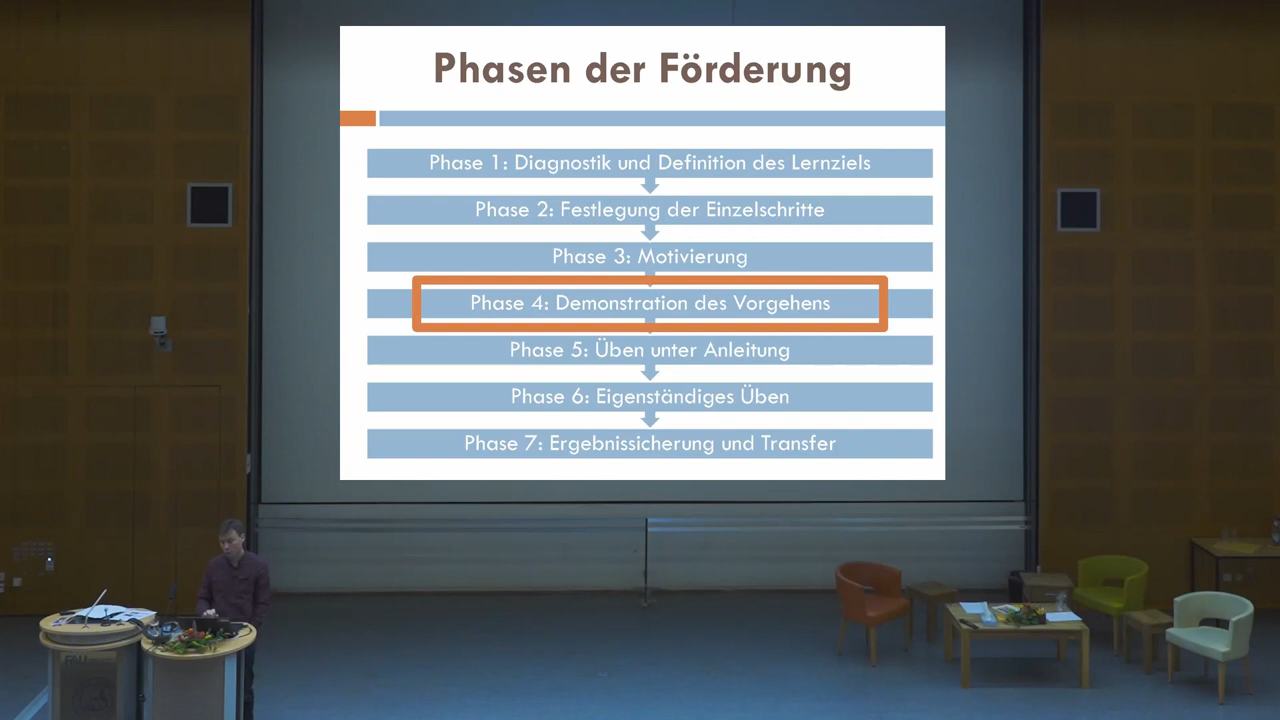 Phasen der Förderung
Phase 1: Diagnostik und Definition des Lernziels
Phase 2: Festlegung der Einzelschritte
Phase 3: Motivierung
Phase 4: Demonstration des Vorgehens
Phase 5: Üben unter Anleitung
Phase 6: Eigenständiges Üben
Phase 7: Ergebnissicherung und Transfer
FAU